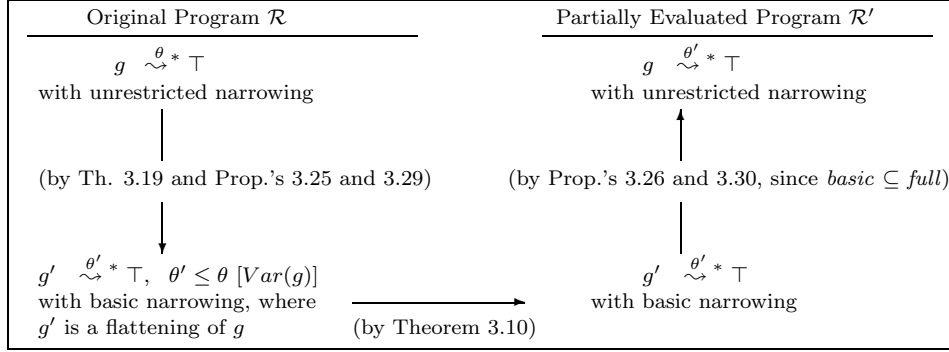 Original Program ℛ Partially Evaluated Program ℛ′
g ⤳^θ * ⊤ g ⤳^θ′ * ⊤
with unrestricted narrowing with unrestricted narrowing
(by Th. 3.19 and Prop.'s 3.25 and 3.29) (by Prop.'s 3.26 and 3.30, since basic ⊆ full)
g′ ⤳^θ′ * ⊤, θ′ ≤ θ [Var(g)] g′ ⤳^θ′ * ⊤
with basic narrowing, where with basic narrowing
g′ is a flattening of g (by Theorem 3.10)